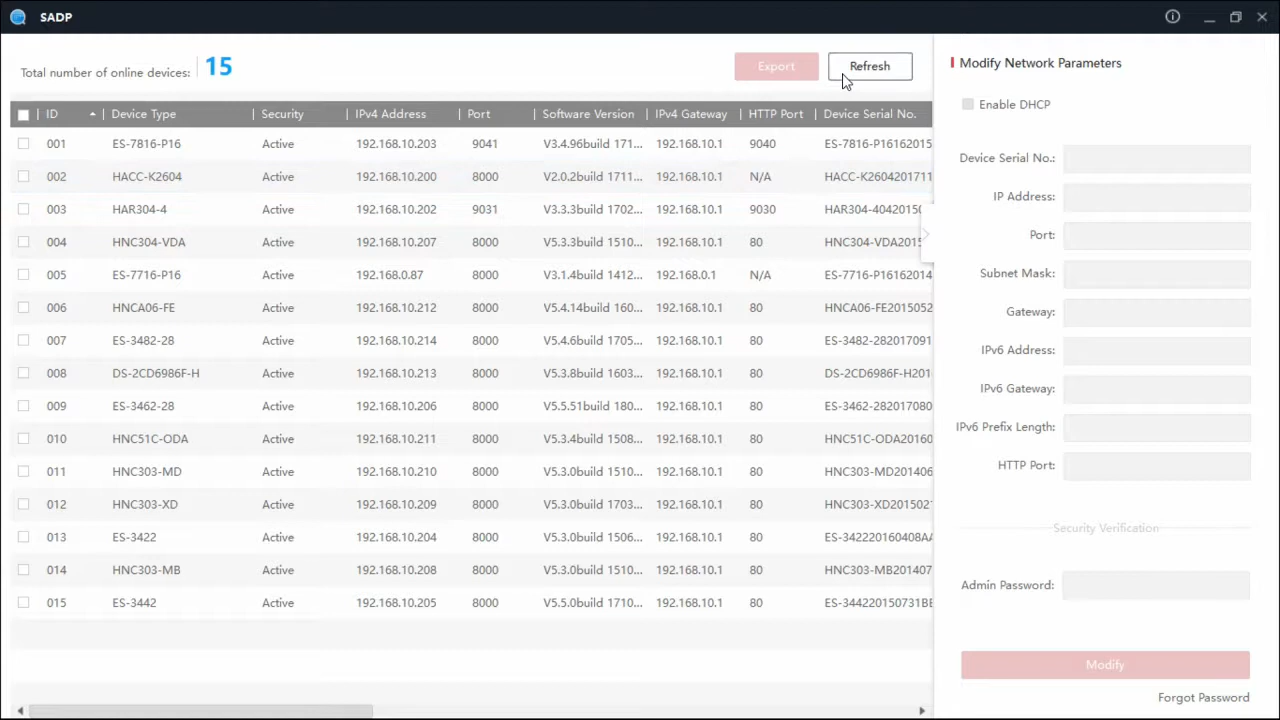 SADP
Total number of online devices: 15
Export
Refresh
ID Device Type Security IPv4 Address Port Software Version IPv4 Gateway HTTP Port Device Serial No.
001 ES-7816-P16 Active 192.168.10.203 9041 V3.4.96build 171... 192.168.10.1 9040 ES-7816-P16162015
002 HACC-K2604 Active 192.168.10.200 8000 V2.0.2build 1711... 192.168.10.1 N/A HACC-K2604201711
003 HAR304-4 Active 192.168.10.202 9031 V3.3.3build 1702... 192.168.10.1 9030 HAR304-40420150
004 HNC304-VDA Active 192.168.10.207 8000 V5.3.3build 1510... 192.168.10.1 80 HNC304-VDA2015
005 ES-7716-P16 Active 192.168.0.87 8000 V3.1.4build 1412... 192.168.0.1 N/A ES-7716-P16162014
006 HNCA06-FE Active 192.168.10.212 8000 V5.4.14build 160... 192.168.10.1 80 HNCA06-FE2015052
007 ES-3482-28 Active 192.168.10.214 8000 V5.4.6build 1705... 192.168.10.1 80 ES-3482-282017091
008 DS-2CD6986F-H Active 192.168.10.213 8000 V5.3.8build 1603... 192.168.10.1 80 DS-2CD6986F-H201
009 ES-3462-28 Active 192.168.10.206 8000 V5.5.51build 180... 192.168.10.1 80 ES-3462-282017080
010 HNC51C-ODA Active 192.168.10.211 8000 V5.3.4build 1508... 192.168.10.1 80 HNC51C-ODA20160
011 HNC303-MD Active 192.168.10.210 8000 V5.3.0build 1510... 192.168.10.1 80 HNC303-MD201406
012 HNC303-XD Active 192.168.10.209 8000 V5.3.0build 1703... 192.168.10.1 80 HNC303-XD201502
013 ES-3422 Active 192.168.10.204 8000 V5.3.0build 1506... 192.168.10.1 80 ES-342220160408AA
014 HNC303-MB Active 192.168.10.208 8000 V5.3.0build 1510... 192.168.10.1 80 HNC303-MB201407
015 ES-3442 Active 192.168.10.205 8000 V5.5.0build 1710... 192.168.10.1 80 ES-344220150731BE
Modify Network Parameters
Enable DHCP
Device Serial No.:
IP Address:
Port:
Subnet Mask:
Gateway:
IPv6 Address:
IPv6 Gateway:
IPv6 Prefix Length:
HTTP Port:
Security Verification
Admin Password:
Modify
Forgot Password